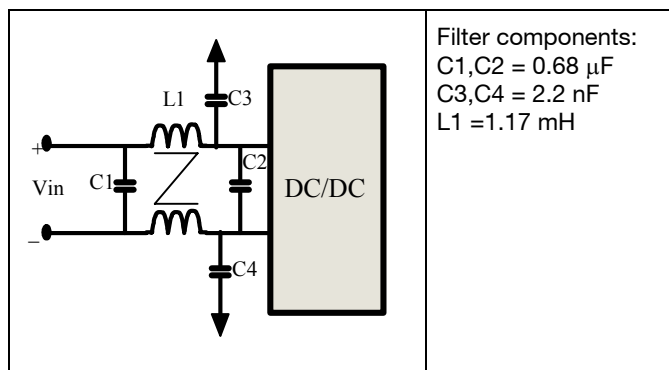 Filter components:
C1,C2 = 0.68 μF
C3,C4 = 2.2 nF
L1 =1.17 mH
L1
C3
+
C2
Vin
C1
DC/DC
–
C4